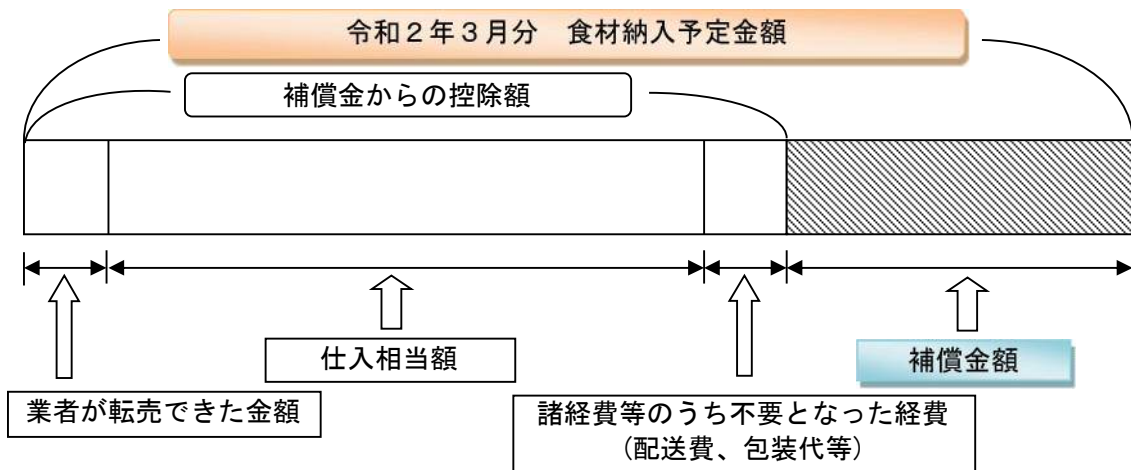 令和２年３月分　食材納入予定金額
補償金からの控除額
仕入相当額
補償金額
業者が転売できた金額
諸経費等のうち不要となった経費
（配送費、包装代等）